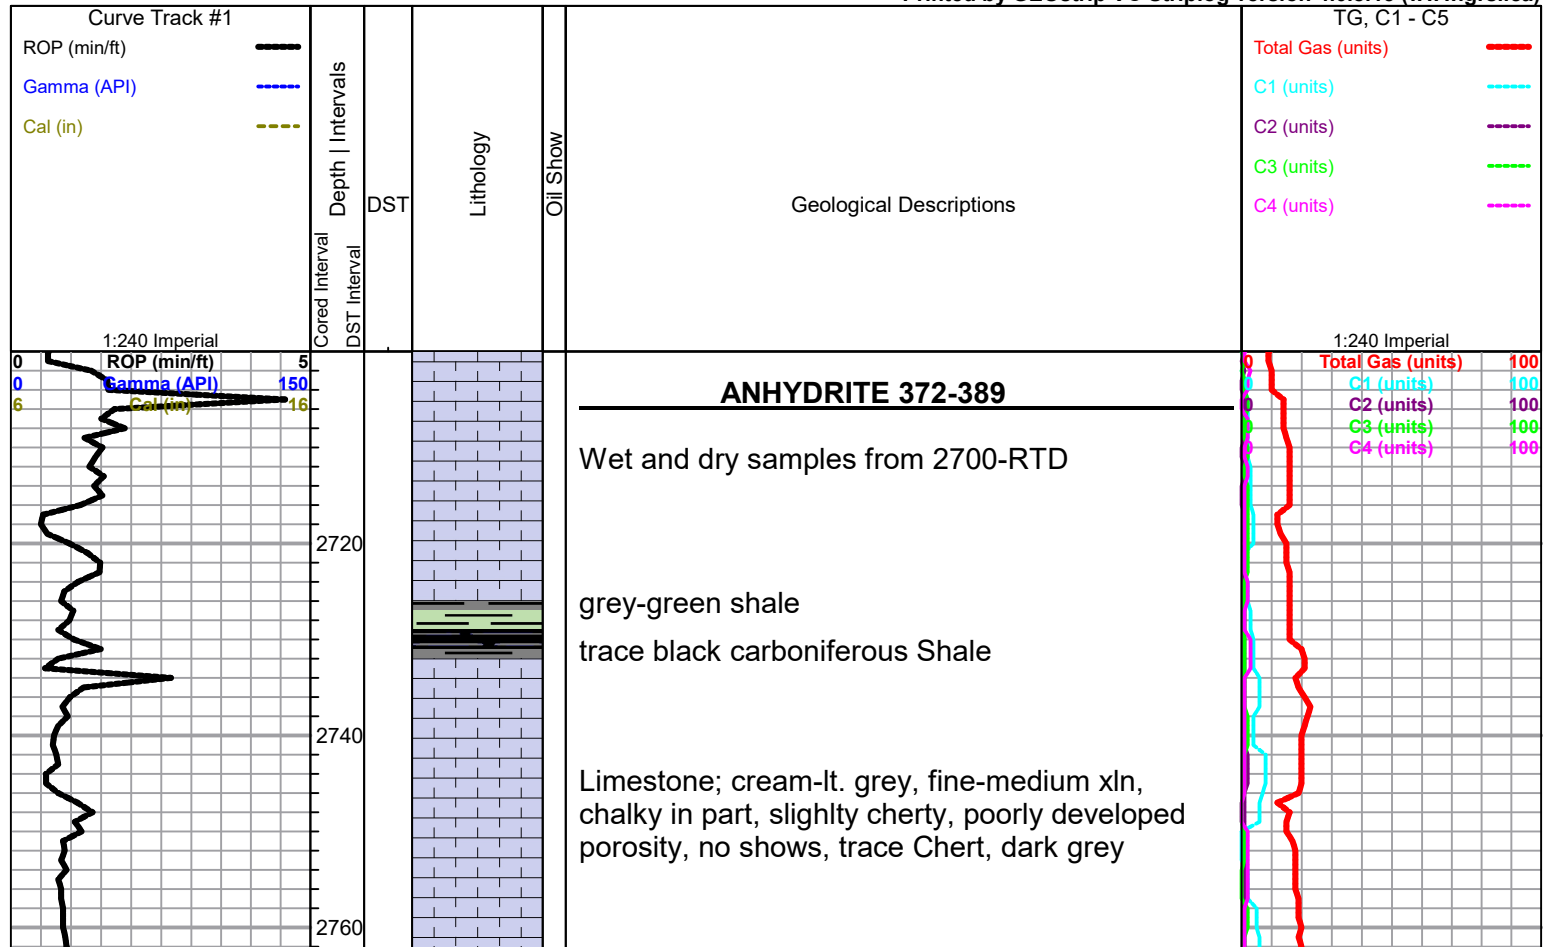 Curve Track #1
ROP (min/ft)
Gamma (API)
Cal (in)
1:240 Imperial
Cored Interval
Depth | Intervals
DST Interval
DST
Lithology
Oil Show
Geological Descriptions
TG, C1 - C5
Total Gas (units)
C1 (units)
C2 (units)
C3 (units)
C4 (units)
1:240 Imperial
0 ROP (min/ft) 5
0 Gamma (API) 150
6 Cal (in) 16
0 Total Gas (units) 100
0 C1 (units) 100
0 C2 (units) 100
0 C3 (units) 100
0 C4 (units) 100
ANHYDRITE 372-389
Wet and dry samples from 2700-RTD
2720
grey-green shale
trace black carboniferous Shale
2740
Limestone; cream-lt. grey, fine-medium xln,
chalky in part, slighlty cherty, poorly developed
porosity, no shows, trace Chert, dark grey
2760